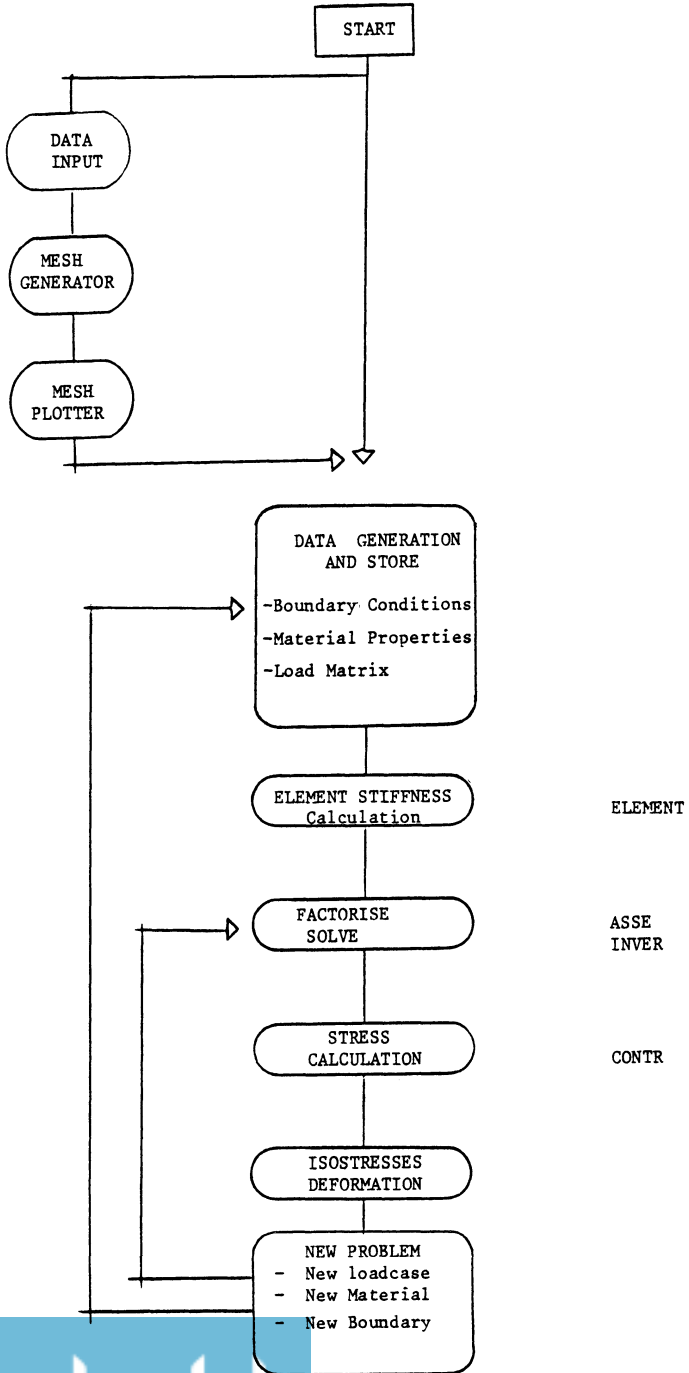 START
DATA
INPUT
MESH
GENERATOR
MESH
PLOTTER
DATA GENERATION
AND STORE
-Boundary Conditions
-Material Properties
-Load Matrix
ELEMENT STIFFNESS
Calculation
ELEMENT
FACTORISE
SOLVE
ASSE
INVER
STRESS
CALCULATION
CONTR
ISOSTRESSES
DEFORMATION
NEW PROBLEM
- New loadcase
- New Material
- New Boundary